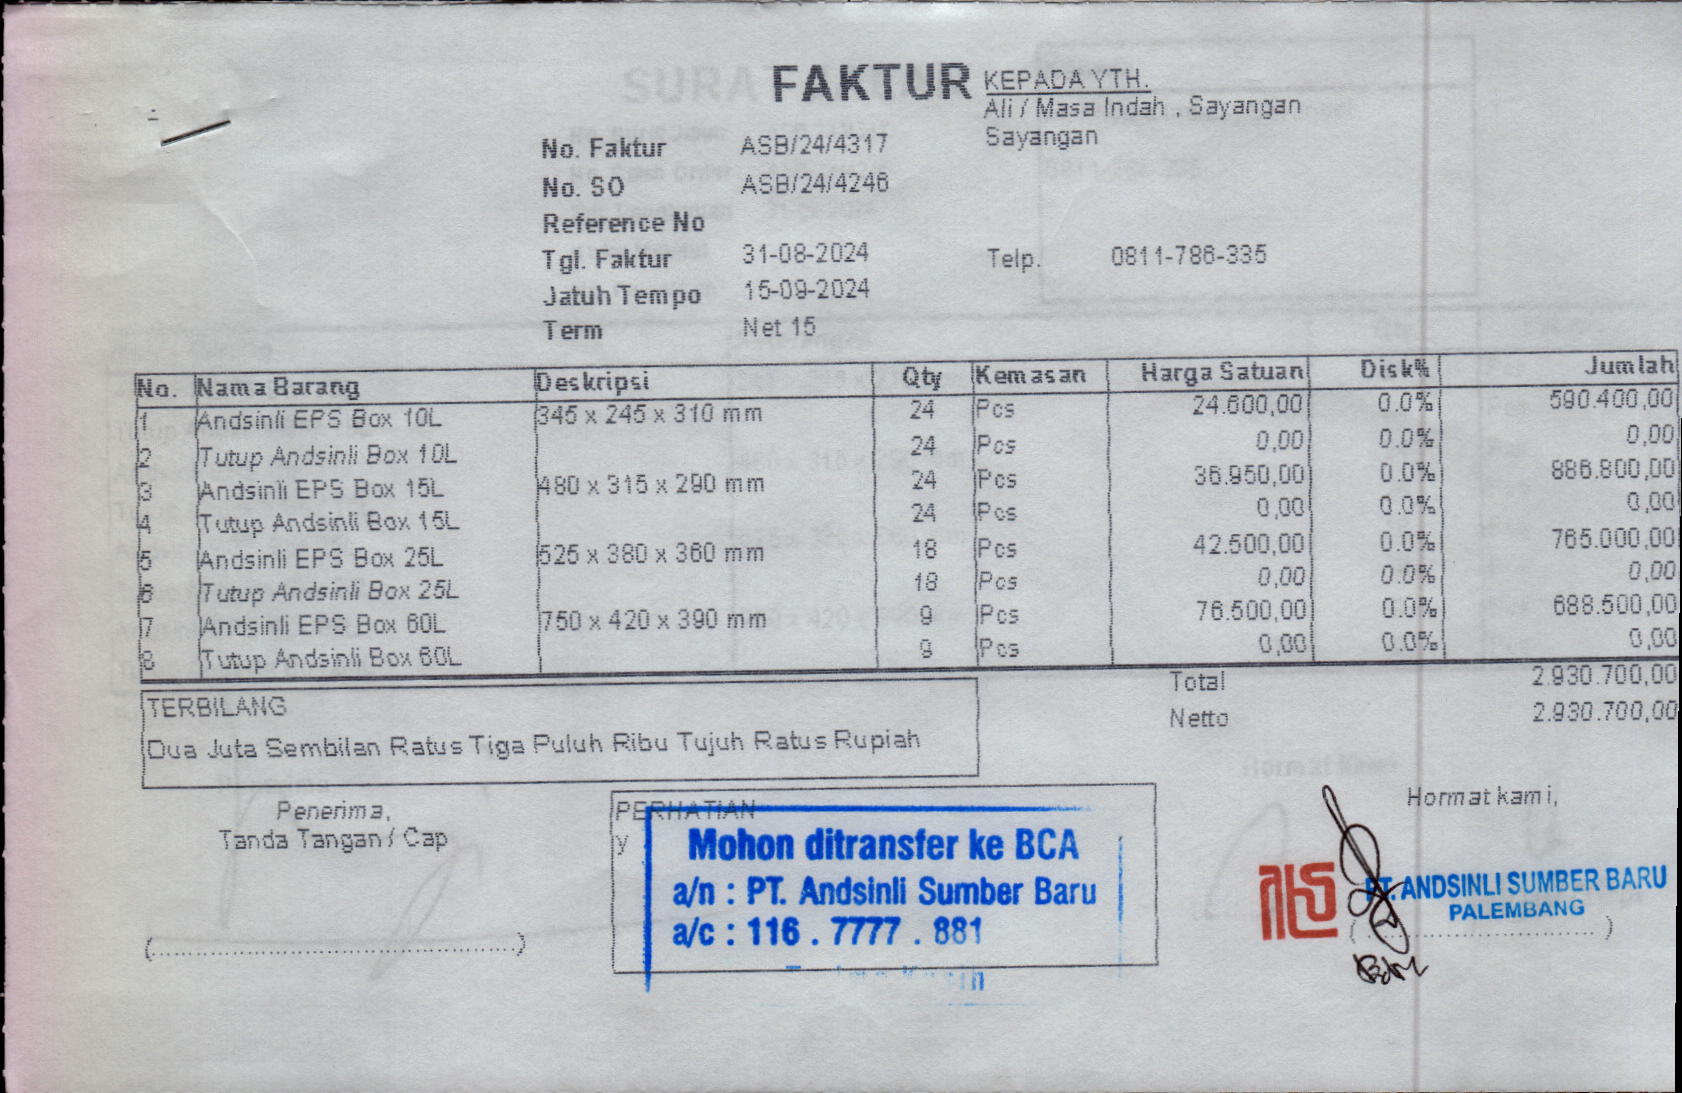 FAKTUR
KEPADA YTH.
Ali / Masa Indah , Sayangan
Sayangan
No. Faktur ASB/24/4317
No. SO ASB/24/4246
Reference No
Tgl. Faktur 31-08-2024
Telp. 0811-786-335
Jatuh Tempo 15-09-2024
Term Net 15
No. Nama Barang Deskripsi Qty Kemasan Harga Satuan Disk% Jumlah
1 Andsinli EPS Box 10L 345 x 245 x 310 mm 24 Pcs 24.600,00 0.0% 590.400,00
2 Tutup Andsinli Box 10L 24 Pcs 0,00 0.0% 0,00
3 Andsinli EPS Box 15L 480 x 315 x 290 mm 24 Pcs 36.950,00 0.0% 886.800,00
4 Tutup Andsinli Box 15L 24 Pcs 0,00 0.0% 0,00
5 Andsinli EPS Box 25L 525 x 380 x 360 mm 18 Pcs 42.500,00 0.0% 765.000,00
6 Tutup Andsinli Box 25L 18 Pcs 0,00 0.0% 0,00
7 Andsinli EPS Box 60L 750 x 420 x 390 mm 9 Pcs 76.500,00 0.0% 688.500,00
8 Tutup Andsinli Box 60L 9 Pcs 0,00 0.0% 0,00
Total 2.930.700,00
Netto 2.930.700,00
TERBILANG
Dua Juta Sembilan Ratus Tiga Puluh Ribu Tujuh Ratus Rupiah
Penerima,
Tanda Tangan / Cap
(..............................)
PERHATIAN
y
Mohon ditransfer ke BCA
a/n : PT. Andsinli Sumber Baru
a/c : 116 . 7777 . 881
Hormat kami,
PT. ANDSINLI SUMBER BARU
PALEMBANG
(..............................)